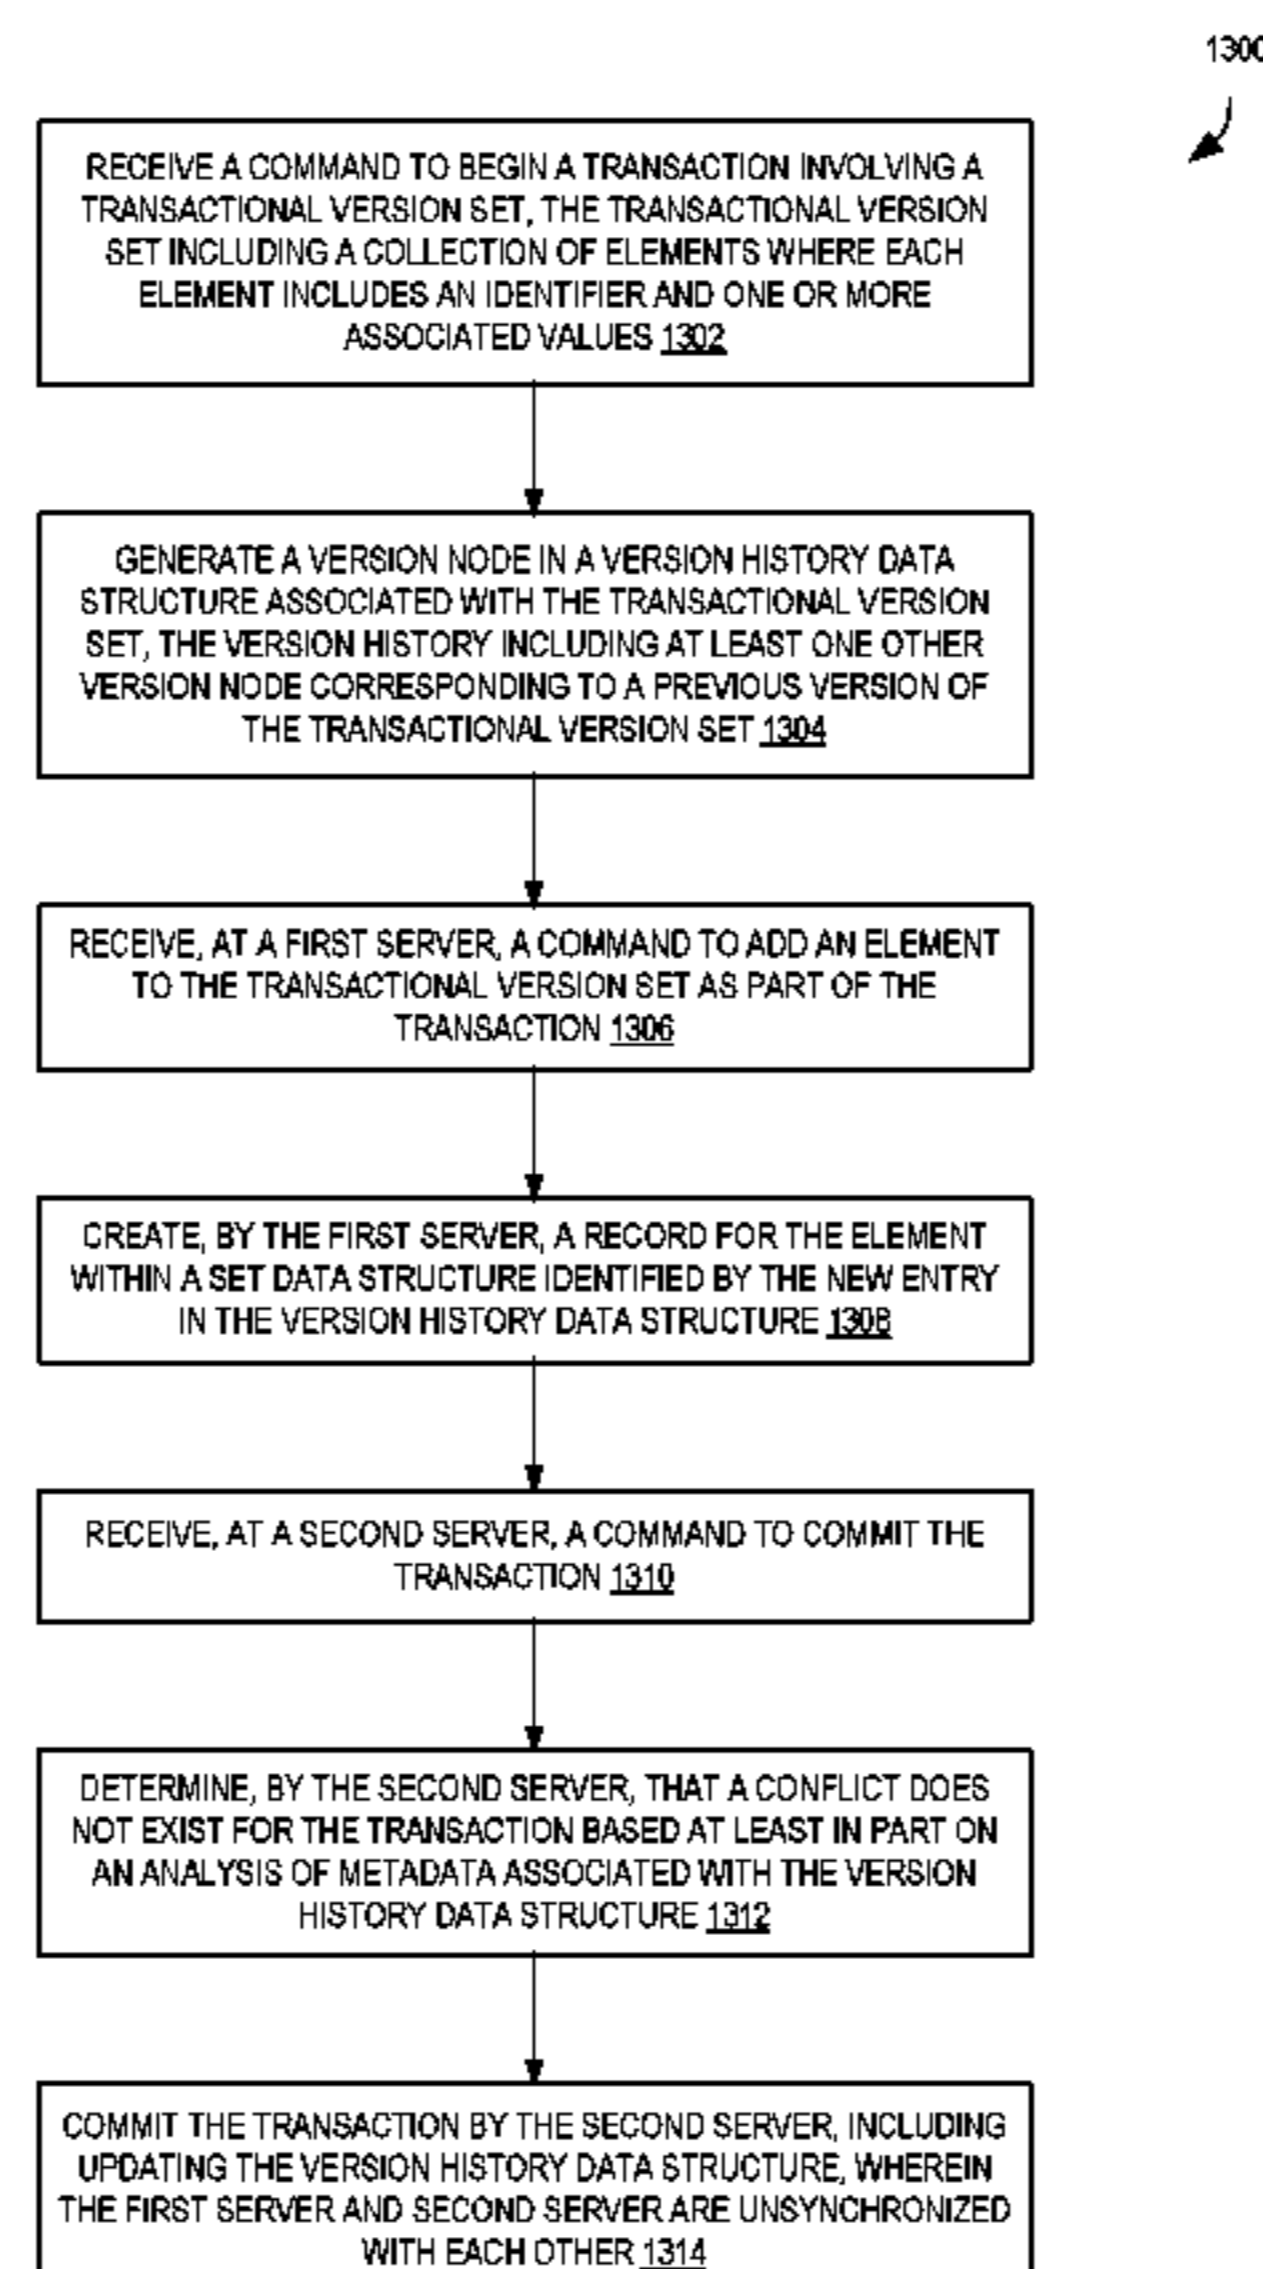 1300
RECEIVE A COMMAND TO BEGIN A TRANSACTION INVOLVING A
TRANSACTIONAL VERSION SET, THE TRANSACTIONAL VERSION
SET INCLUDING A COLLECTION OF ELEMENTS WHERE EACH
ELEMENT INCLUDES AN IDENTIFIER AND ONE OR MORE
ASSOCIATED VALUES 1302
GENERATE A VERSION NODE IN A VERSION HISTORY DATA
STRUCTURE ASSOCIATED WITH THE TRANSACTIONAL VERSION
SET, THE VERSION HISTORY INCLUDING AT LEAST ONE OTHER
VERSION NODE CORRESPONDING TO A PREVIOUS VERSION OF
THE TRANSACTIONAL VERSION SET 1304
RECEIVE, AT A FIRST SERVER, A COMMAND TO ADD AN ELEMENT
TO THE TRANSACTIONAL VERSION SET AS PART OF THE
TRANSACTION 1306
CREATE, BY THE FIRST SERVER, A RECORD FOR THE ELEMENT
WITHIN A SET DATA STRUCTURE IDENTIFIED BY THE NEW ENTRY
IN THE VERSION HISTORY DATA STRUCTURE 1308
RECEIVE, AT A SECOND SERVER, A COMMAND TO COMMIT THE
TRANSACTION 1310
DETERMINE, BY THE SECOND SERVER, THAT A CONFLICT DOES
NOT EXIST FOR THE TRANSACTION BASED AT LEAST IN PART ON
AN ANALYSIS OF METADATA ASSOCIATED WITH THE VERSION
HISTORY DATA STRUCTURE 1312
COMMIT THE TRANSACTION BY THE SECOND SERVER, INCLUDING
UPDATING THE VERSION HISTORY DATA STRUCTURE, WHEREIN
THE FIRST SERVER AND SECOND SERVER ARE UNSYNCHRONIZED
WITH EACH OTHER 1314